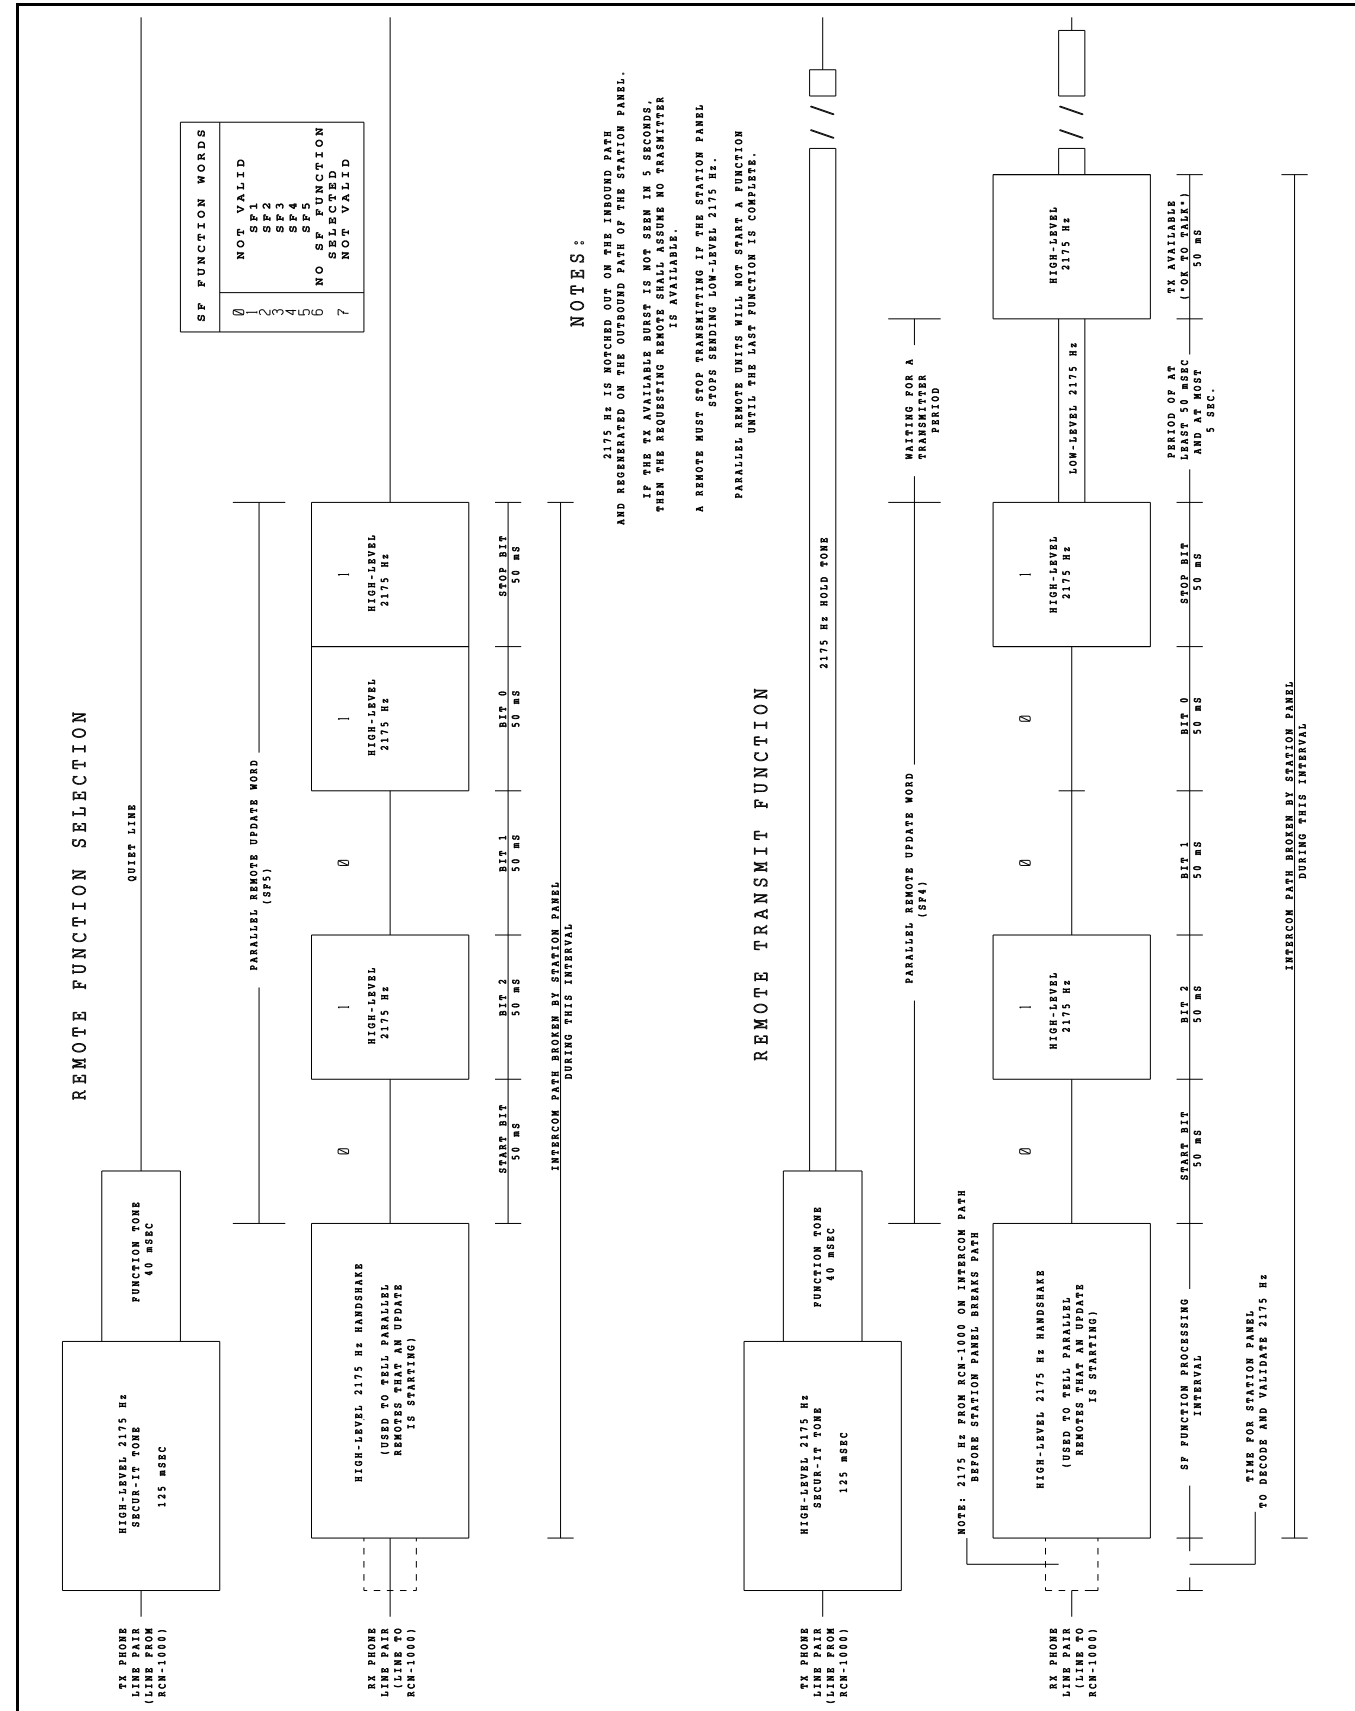 REMOTE FUNCTION SELECTION
TX PHONE
LINE PAIR
(LINE FROM
RCN-1000)
HIGH-LEVEL 2175 Hz
SECUR-IT TONE
125 mSEC
FUNCTION TONE
40 mSEC
QUIET LINE
SF FUNCTION WORDS
0 NOT VALID
1 SF1
2 SF2
3 SF3
4 SF4
5 SF5
6 NO SF FUNCTION
SELECTED
7 NOT VALID
PARALLEL REMOTE UPDATE WORD
(SF5)
RX PHONE
LINE PAIR
(LINE TO
RCN-1000)
HIGH-LEVEL 2175 Hz HANDSHAKE
(USED TO TELL PARALLEL
REMOTES THAT AN UPDATE
IS STARTING)
0
1
HIGH-LEVEL
2175 Hz
0
1
HIGH-LEVEL
2175 Hz
1
HIGH-LEVEL
2175 Hz
START BIT
50 mS
BIT 2
50 mS
BIT 1
50 mS
BIT 0
50 mS
STOP BIT
50 mS
INTERCOM PATH BROKEN BY STATION PANEL
DURING THIS INTERVAL
NOTES:
2175 Hz IS NOTCHED OUT ON THE INBOUND PATH
AND REGENERATED ON THE OUTBOUND PATH OF THE STATION PANEL.
IF THE TX AVAILABLE BURST IS NOT SEEN IN 5 SECONDS,
THEN THE REQUESTING REMOTE SHALL ASSUME NO TRASMITTER
IS AVAILABLE.
A REMOTE MUST STOP TRANSMITTING IF THE STATION PANEL
STOPS SENDING LOW-LEVEL 2175 Hz.
PARALLEL REMOTE UNITS WILL NOT START A FUNCTION
UNTIL THE LAST FUNCTION IS COMPLETE.
REMOTE TRANSMIT FUNCTION
TX PHONE
LINE PAIR
(LINE FROM
RCN-1000)
HIGH-LEVEL 2175 Hz
SECUR-IT TONE
125 mSEC
FUNCTION TONE
40 mSEC
2175 Hz HOLD TONE
PARALLEL REMOTE UPDATE WORD
(SF4)
WAITING FOR A
TRANSMITTER
PERIOD
NOTE: 2175 Hz FROM RCN-1000 ON INTERCOM PATH
BEFORE STATION PANEL BREAKS PATH
RX PHONE
LINE PAIR
(LINE TO
RCN-1000)
HIGH-LEVEL 2175 Hz HANDSHAKE
(USED TO TELL PARALLEL
REMOTES THAT AN UPDATE
IS STARTING)
0
1
HIGH-LEVEL
2175 Hz
0
0
1
HIGH-LEVEL
2175 Hz
LOW-LEVEL 2175 Hz
HIGH-LEVEL
2175 Hz
SF FUNCTION PROCESSING
INTERVAL
START BIT
50 mS
BIT 2
50 mS
BIT 1
50 mS
BIT 0
50 mS
STOP BIT
50 mS
PERIOD OF AT
LEAST 50 mSEC
AND AT MOST
5 SEC.
TX AVAILABLE
("OK TO TALK")
50 mS
TIME FOR STATION PANEL
TO DECODE AND VALIDATE 2175 Hz
INTERCOM PATH BROKEN BY STATION PANEL
DURING THIS INTERVAL